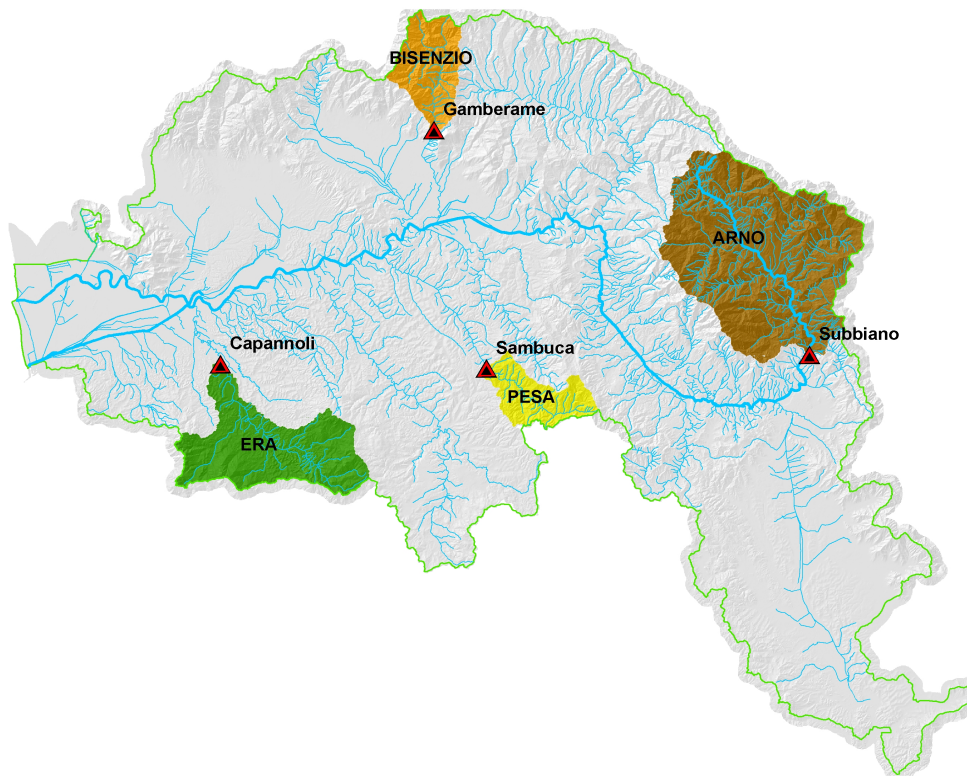 BISENZIO
Gamberame
ARNO
Subbiano
Capannoli
Sambuca
PESA
ERA